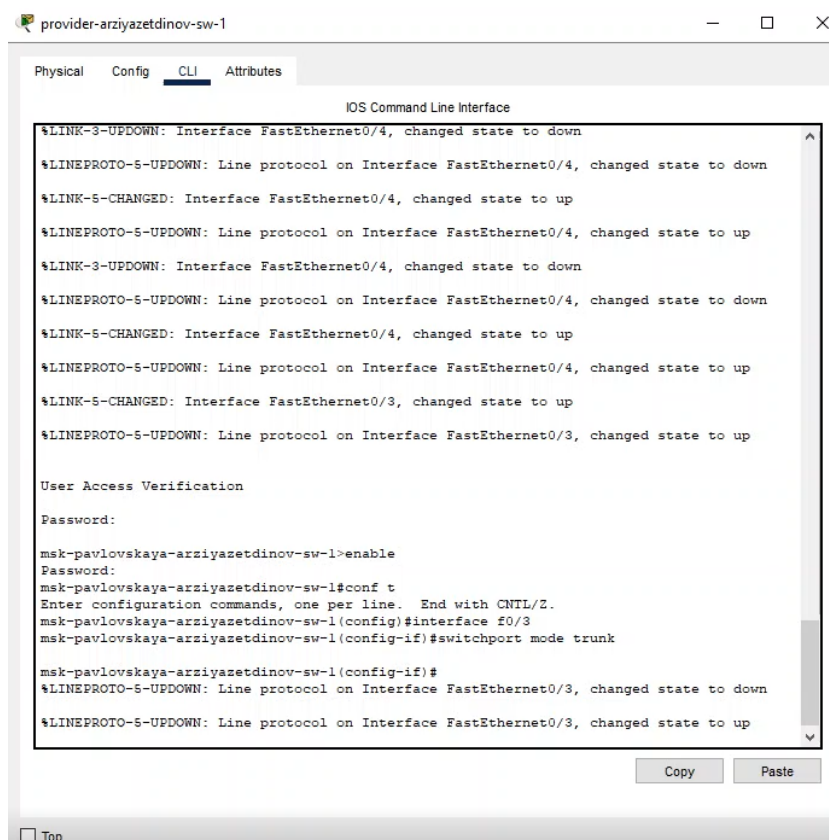 provider-arziyazetdinov-sw-1
Physical Config CLI Attributes
IOS Command Line Interface
%LINK-3-UPDOWN: Interface FastEthernet0/4, changed state to down
%LINEPROTO-5-UPDOWN: Line protocol on Interface FastEthernet0/4, changed state to down
%LINK-5-CHANGED: Interface FastEthernet0/4, changed state to up
%LINEPROTO-5-UPDOWN: Line protocol on Interface FastEthernet0/4, changed state to up
%LINK-3-UPDOWN: Interface FastEthernet0/4, changed state to down
%LINEPROTO-5-UPDOWN: Line protocol on Interface FastEthernet0/4, changed state to down
%LINK-5-CHANGED: Interface FastEthernet0/4, changed state to up
%LINEPROTO-5-UPDOWN: Line protocol on Interface FastEthernet0/4, changed state to up
%LINK-5-CHANGED: Interface FastEthernet0/3, changed state to up
%LINEPROTO-5-UPDOWN: Line protocol on Interface FastEthernet0/3, changed state to up
User Access Verification
Password:
msk-pavlovskaya-arziyazetdinov-sw-1>enable
Password:
msk-pavlovskaya-arziyazetdinov-sw-1#conf t
Enter configuration commands, one per line.  End with CNTL/Z.
msk-pavlovskaya-arziyazetdinov-sw-1(config)#interface f0/3
msk-pavlovskaya-arziyazetdinov-sw-1(config-if)#switchport mode trunk
msk-pavlovskaya-arziyazetdinov-sw-1(config-if)#
%LINEPROTO-5-UPDOWN: Line protocol on Interface FastEthernet0/3, changed state to down
%LINEPROTO-5-UPDOWN: Line protocol on Interface FastEthernet0/3, changed state to up
Copy Paste
Top